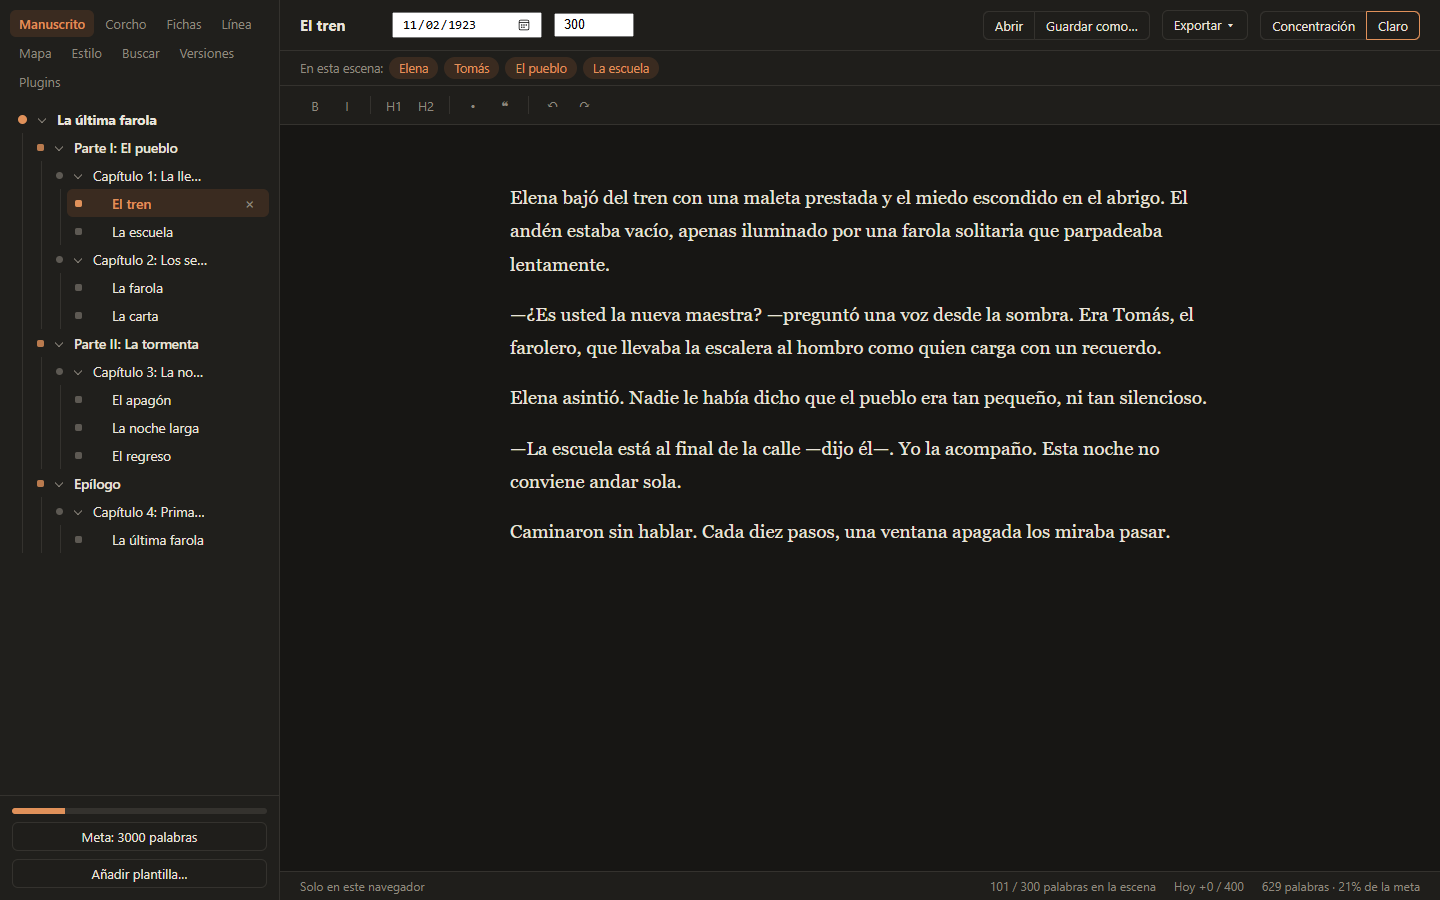 Manuscrito Corcho Fichas Línea
Mapa Estilo Buscar Versiones
Plugins
La última farola
Parte I: El pueblo
Capítulo 1: La lle...
El tren ×
La escuela
Capítulo 2: Los se...
La farola
La carta
Parte II: La tormenta
Capítulo 3: La no...
El apagón
La noche larga
El regreso
Epílogo
Capítulo 4: Prima...
La última farola
Meta: 3000 palabras
Añadir plantilla...
El tren 11/02/1923 300 Abrir Guardar como... Exportar Concentración Claro
En esta escena: Elena Tomás El pueblo La escuela
B I H1 H2 • ❝
Elena bajó del tren con una maleta prestada y el miedo escondido en el abrigo. El
andén estaba vacío, apenas iluminado por una farola solitaria que parpadeaba
lentamente.
—¿Es usted la nueva maestra? —preguntó una voz desde la sombra. Era Tomás, el
farolero, que llevaba la escalera al hombro como quien carga con un recuerdo.
Elena asintió. Nadie le había dicho que el pueblo era tan pequeño, ni tan silencioso.
—La escuela está al final de la calle —dijo él—. Yo la acompaño. Esta noche no
conviene andar sola.
Caminaron sin hablar. Cada diez pasos, una ventana apagada los miraba pasar.
Solo en este navegador 101 / 300 palabras en la escena Hoy +0 / 400 629 palabras · 21% de la meta